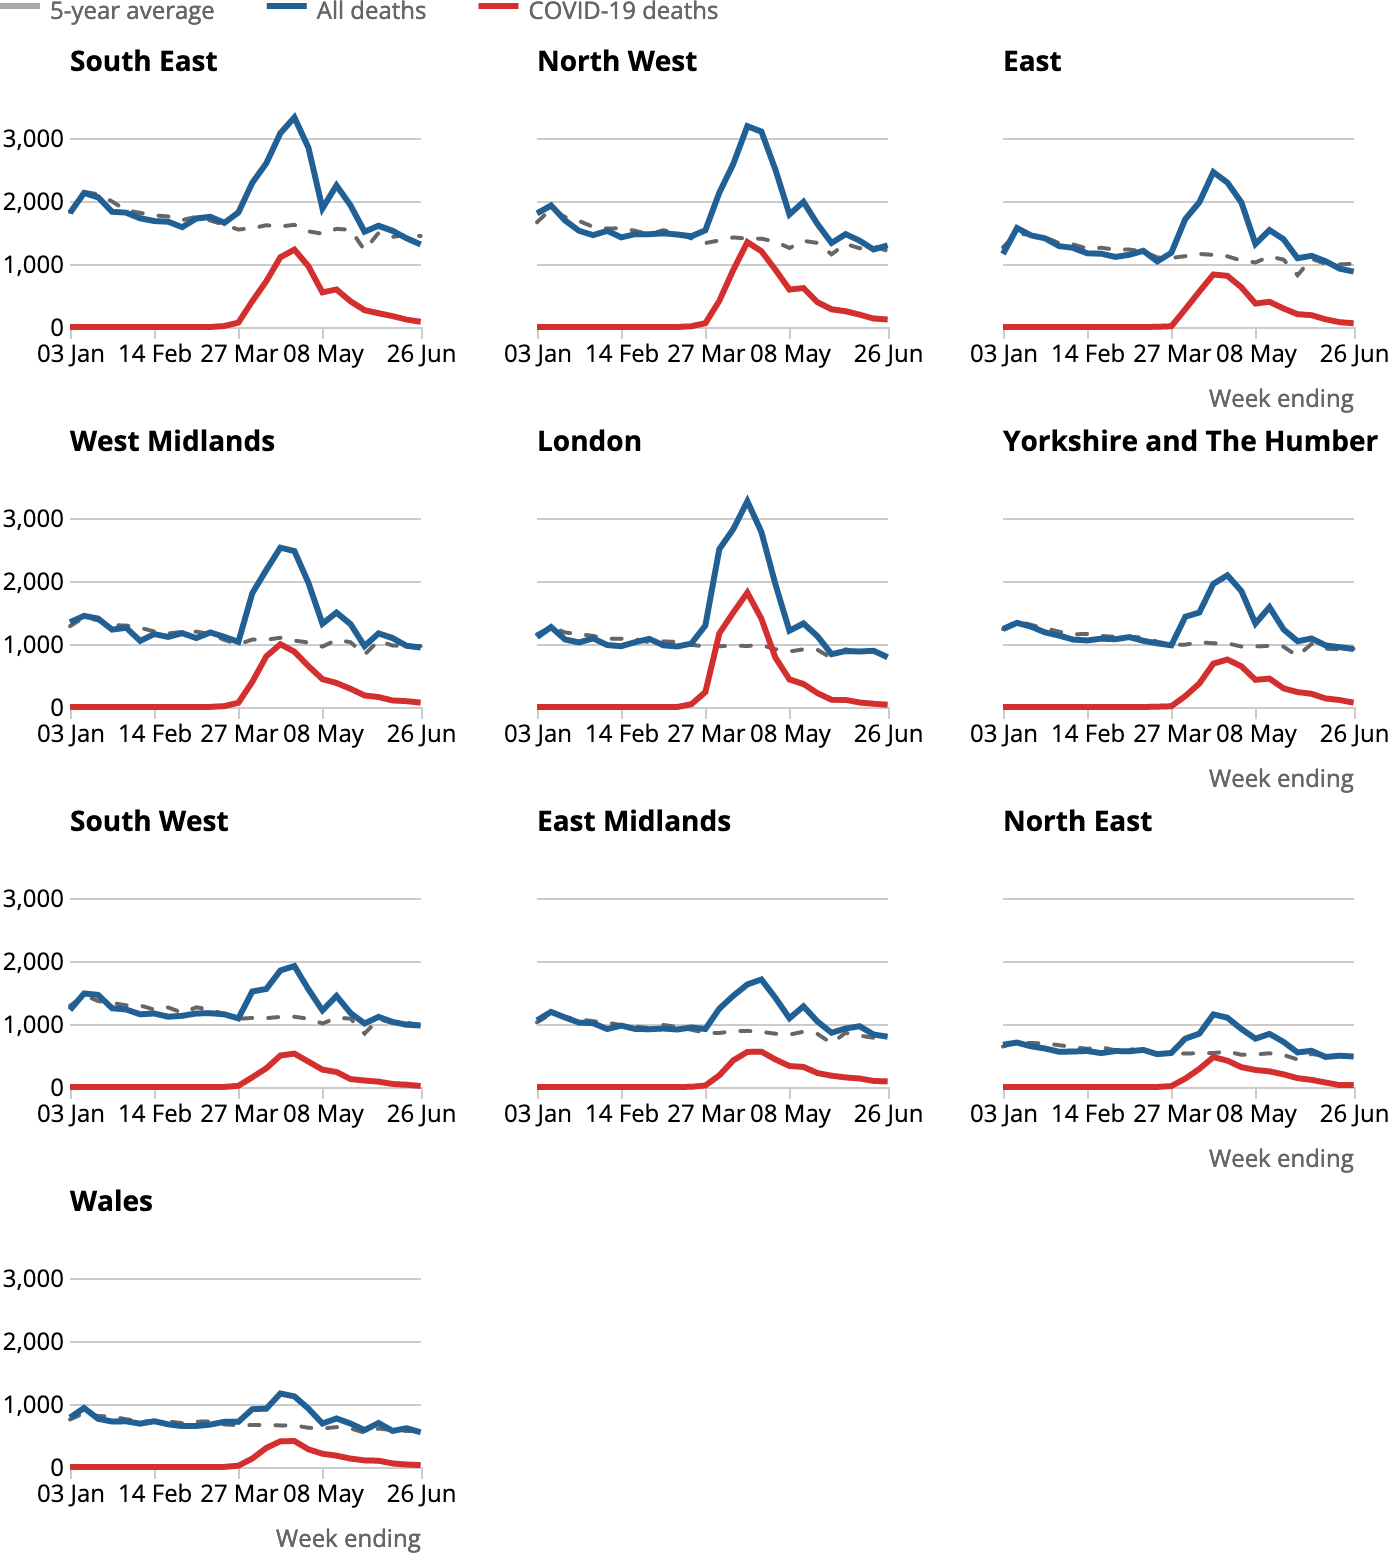 5-year average All deaths COVID-19 deaths
South East North West East
3,000
2,000
1,000
0
03 Jan 14 Feb 27 Mar 08 May 26 Jun 03 Jan 14 Feb 27 Mar 08 May 26 Jun 03 Jan 14 Feb 27 Mar 08 May 26 Jun
Week ending
West Midlands London Yorkshire and The Humber
3,000
2,000
1,000
0
03 Jan 14 Feb 27 Mar 08 May 26 Jun 03 Jan 14 Feb 27 Mar 08 May 26 Jun 03 Jan 14 Feb 27 Mar 08 May 26 Jun
Week ending
South West East Midlands North East
3,000
2,000
1,000
0
03 Jan 14 Feb 27 Mar 08 May 26 Jun 03 Jan 14 Feb 27 Mar 08 May 26 Jun 03 Jan 14 Feb 27 Mar 08 May 26 Jun
Week ending
Wales
3,000
2,000
1,000
0
03 Jan 14 Feb 27 Mar 08 May 26 Jun
Week ending